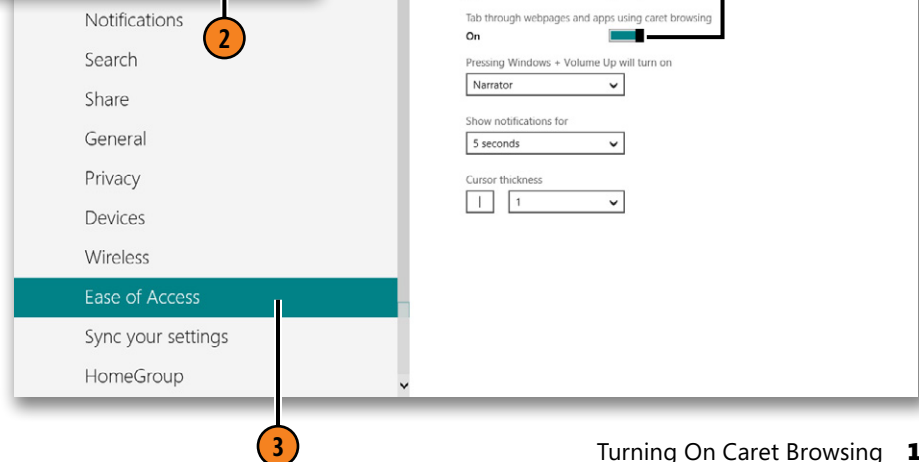 Notifications
2
Search
Share
General
Privacy
Devices
Wireless
Ease of Access
Sync your settings
HomeGroup
3
Tab through webpages and apps using caret browsing
On
Pressing Windows + Volume Up will turn on
Narrator
Show notifications for
5 seconds
Cursor thickness
1
Turning On Caret Browsing 1